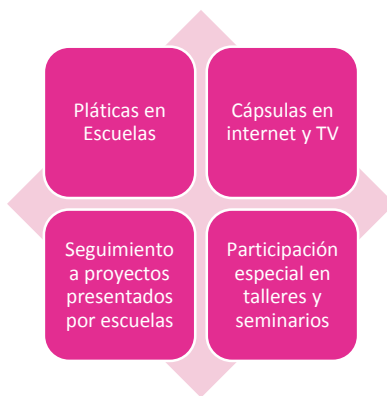 Pláticas en
Escuelas
Cápsulas en
internet y TV
Seguimiento
a proyectos
presentados
por escuelas
Participación
especial en
talleres y
seminarios